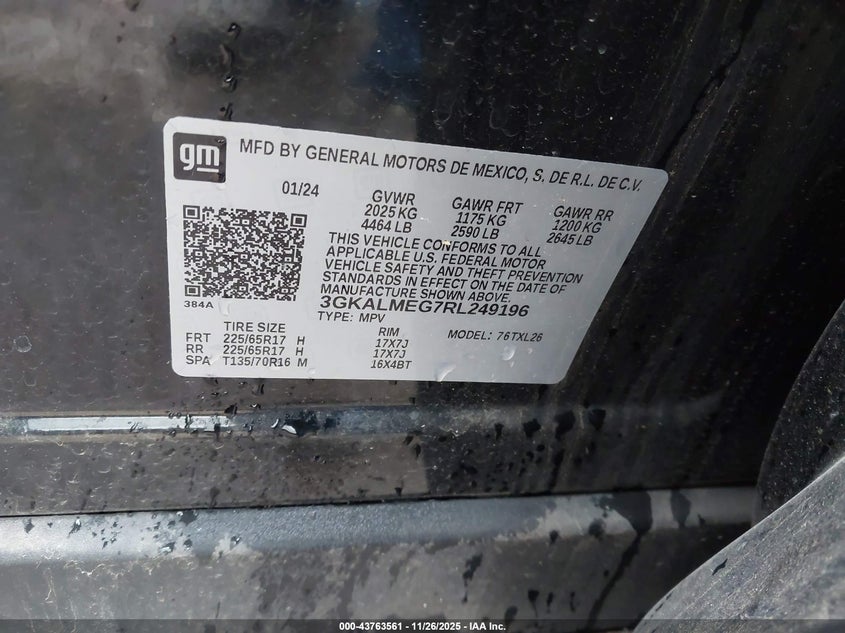 gm
MFD BY GENERAL MOTORS DE MEXICO, S. DE R.L. DE C.V.
01/24
GVWR GAWR FRT GAWR RR
2025 KG 1175 KG 1200 KG
4464 LB 2590 LB 2645 LB
THIS VEHICLE CONFORMS TO ALL
APPLICABLE U.S. FEDERAL MOTOR
VEHICLE SAFETY AND THEFT PREVENTION
STANDARDS IN EFFECT ON THE DATE OF
MANUFACTURE SHOWN ABOVE.
384A
3GKALMEG7RL249196
TYPE: MPV MODEL: 76TXL26
TIRE SIZE RIM
FRT 225/65R17 H 17X7J
RR 225/65R17 H 17X7J
SPA T135/70R16 M 16X4BT
000-43763561 - 11/26/2025 - IAA Inc.